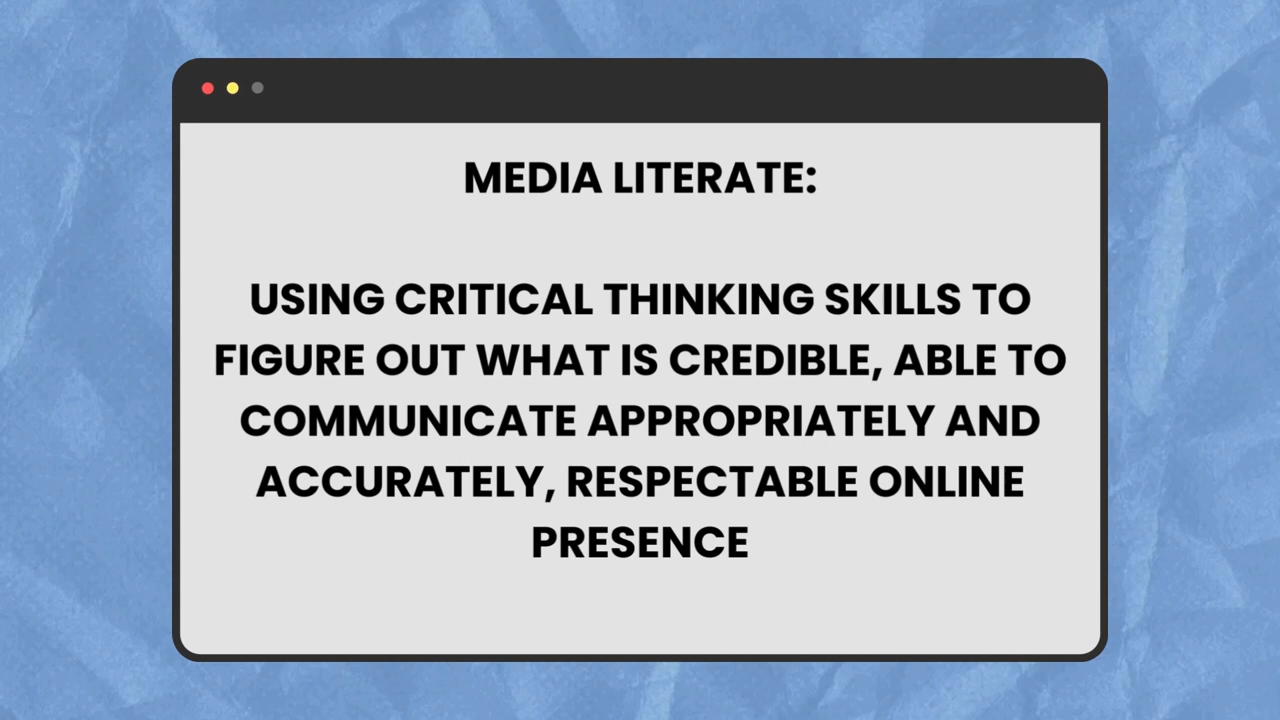 MEDIA LITERATE:
USING CRITICAL THINKING SKILLS TO
FIGURE OUT WHAT IS CREDIBLE, ABLE TO
COMMUNICATE APPROPRIATELY AND
ACCURATELY, RESPECTABLE ONLINE
PRESENCE